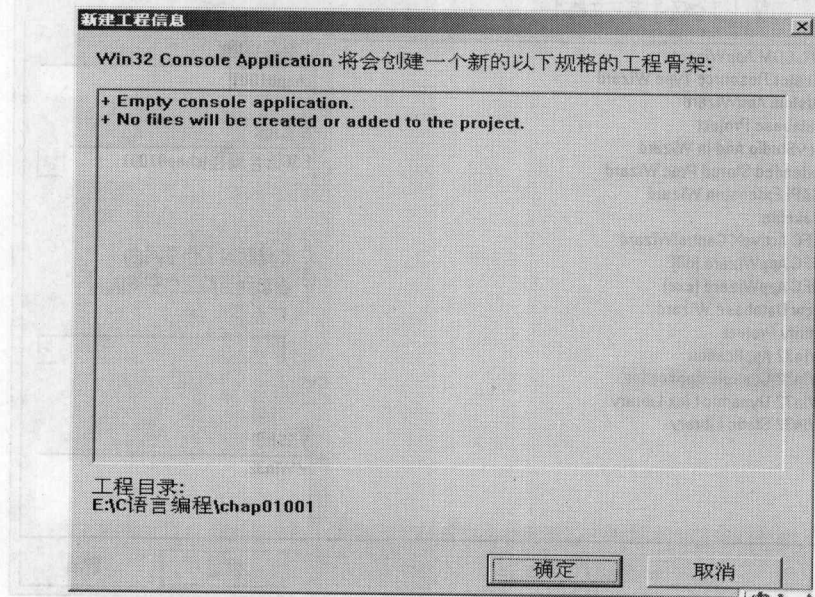 新建工程信息
Win32 Console Application 将会创建一个新的以下规格的工程骨架:
+ Empty console application.
+ No files will be created or added to the project.
工程目录:
E:\C语言编程\chap01001
确定
取消